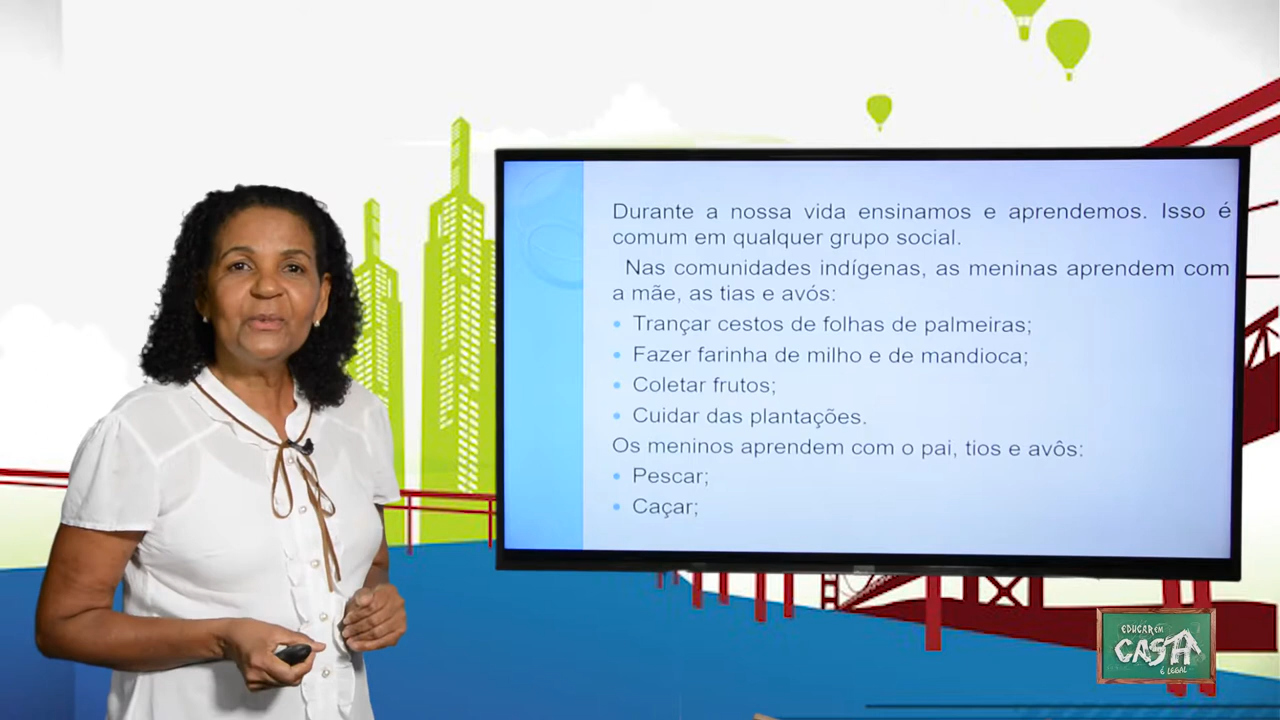 Durante a nossa vida ensinamos e aprendemos. Isso é
comum em qualquer grupo social.
Nas comunidades indígenas, as meninas aprendem com
a mãe, as tias e avós:
• Trançar cestos de folhas de palmeiras;
• Fazer farinha de milho e de mandioca;
• Coletar frutos;
• Cuidar das plantações.
Os meninos aprendem com o pai, tios e avôs:
• Pescar;
• Caçar;
EDUCAR EM
CASA
É LEGAL